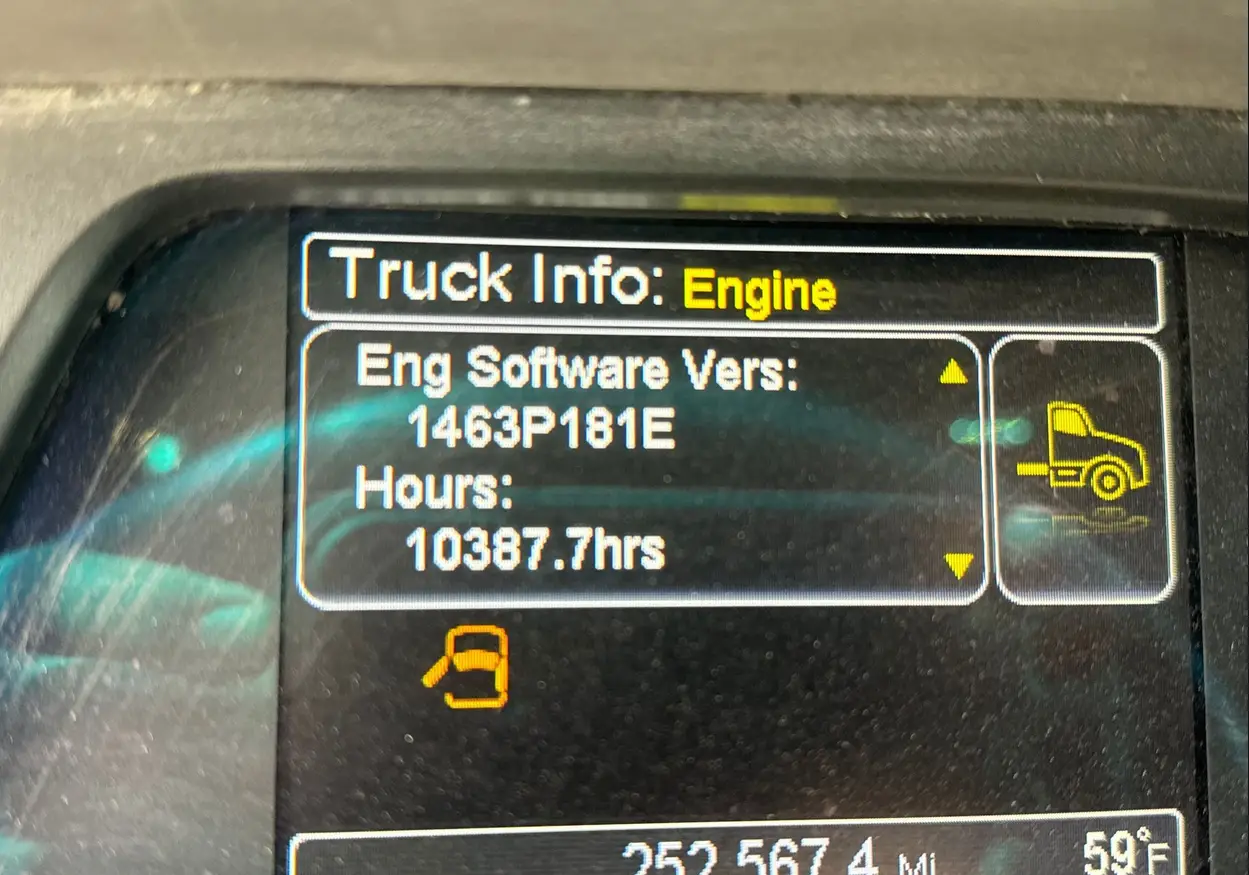 Truck Info: Engine
Eng Software Vers:
1463P181E
Hours:
10387.7hrs
252,567.4 Mi 59°F